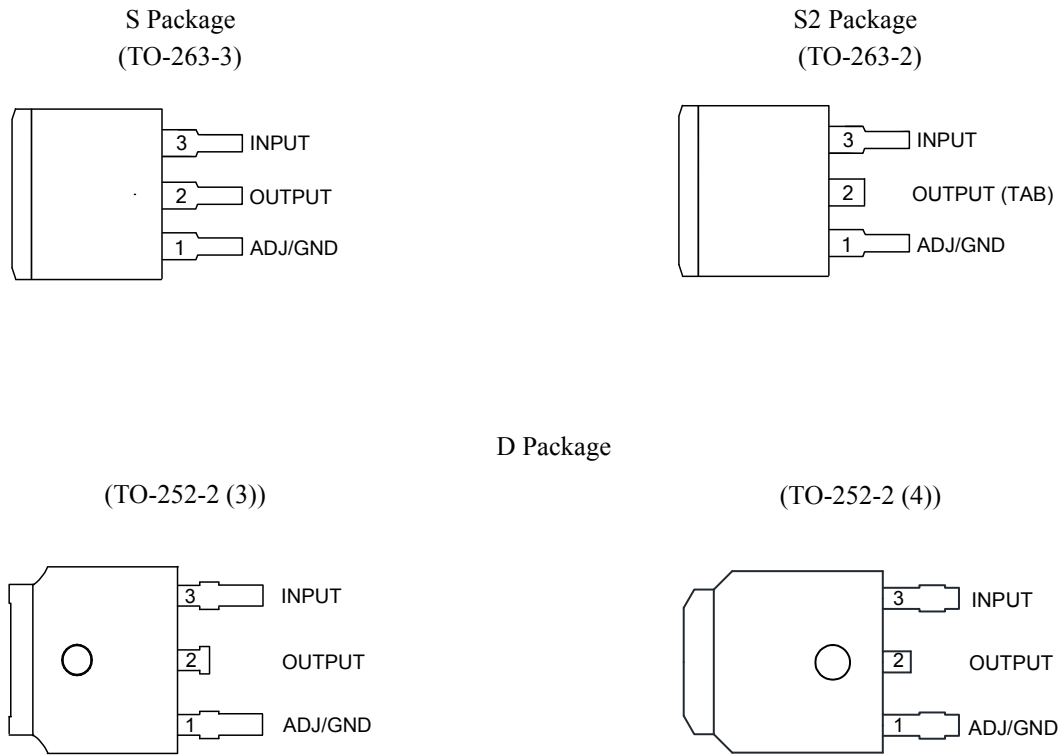 S Package
(TO-263-3)
3 INPUT
2 OUTPUT
1 ADJ/GND
S2 Package
(TO-263-2)
3 INPUT
2 OUTPUT (TAB)
1 ADJ/GND
D Package
(TO-252-2 (3))
3 INPUT
2 OUTPUT
1 ADJ/GND
(TO-252-2 (4))
3 INPUT
2 OUTPUT
1 ADJ/GND